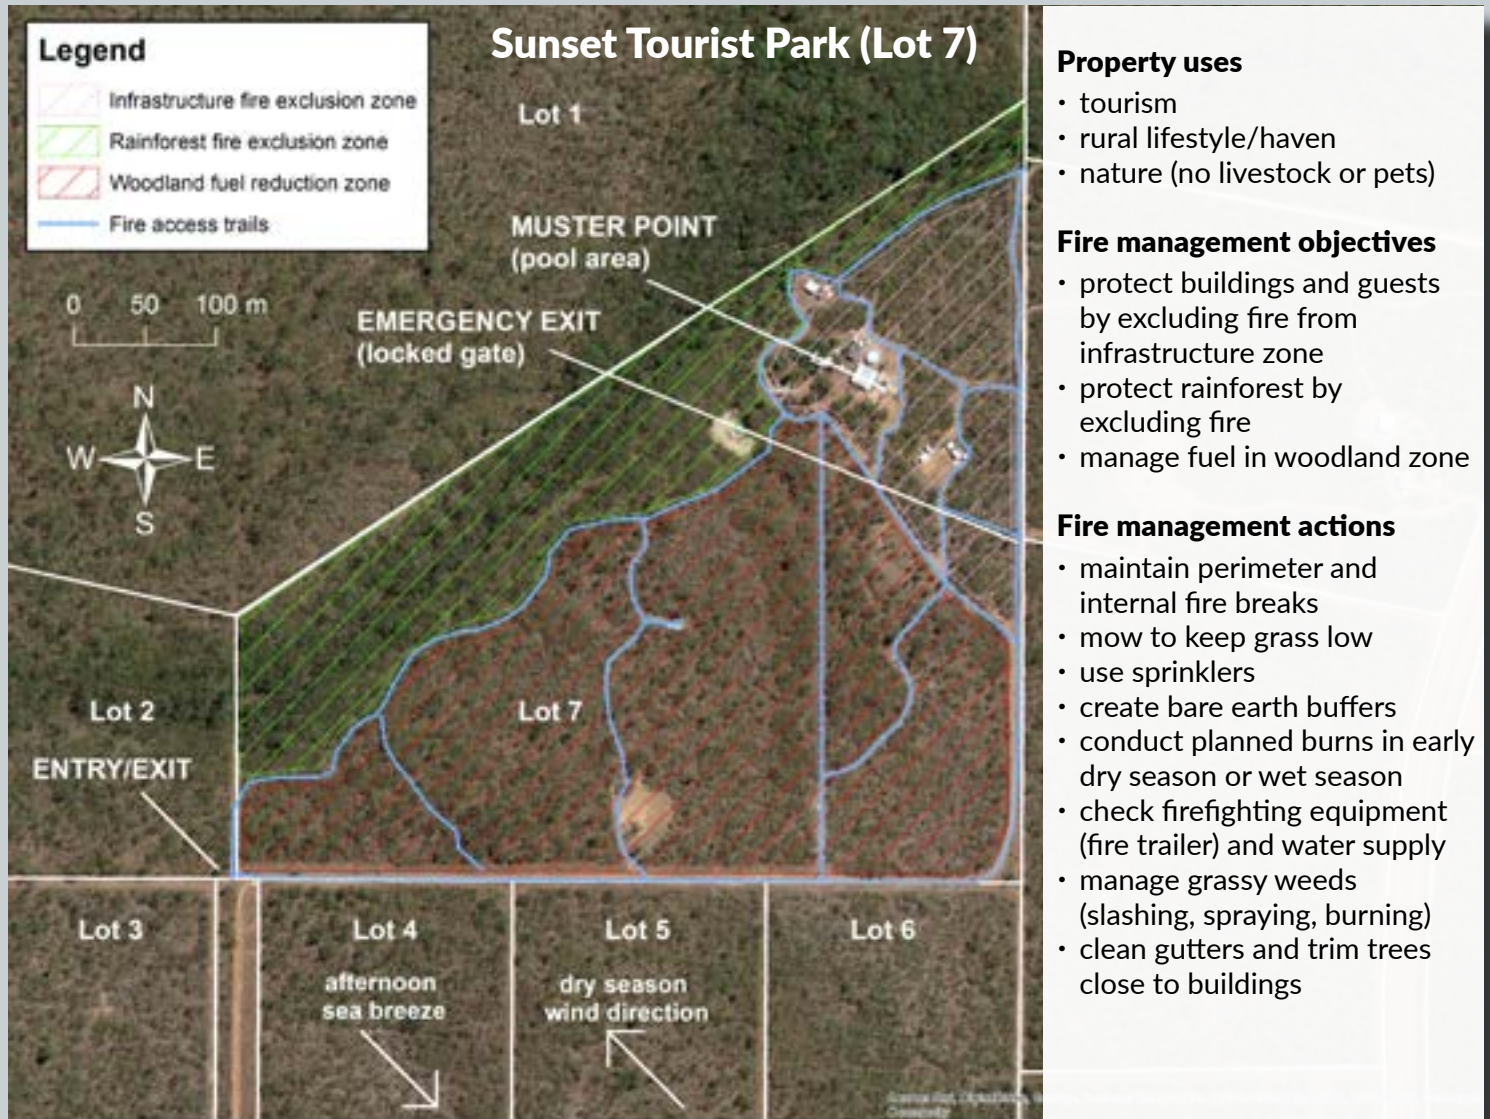 Sunset Tourist Park (Lot 7)
Legend
Infrastructure fire exclusion zone
Rainforest fire exclusion zone
Woodland fuel reduction zone
Fire access trails
Lot 1
MUSTER POINT
(pool area)
0 50 100 m
EMERGENCY EXIT
(locked gate)
N
W E
S
Lot 2
Lot 7
ENTRY/EXIT
Lot 3
Lot 4
Lot 5
Lot 6
afternoon
sea breeze
dry season
wind direction
Property uses
• tourism
• rural lifestyle/haven
• nature (no livestock or pets)
Fire management objectives
• protect buildings and guests
by excluding fire from
infrastructure zone
• protect rainforest by
excluding fire
• manage fuel in woodland zone
Fire management actions
• maintain perimeter and
internal fire breaks
• mow to keep grass low
• use sprinklers
• create bare earth buffers
• conduct planned burns in early
dry season or wet season
• check firefighting equipment
(fire trailer) and water supply
• manage grassy weeds
(slashing, spraying, burning)
• clean gutters and trim trees
close to buildings